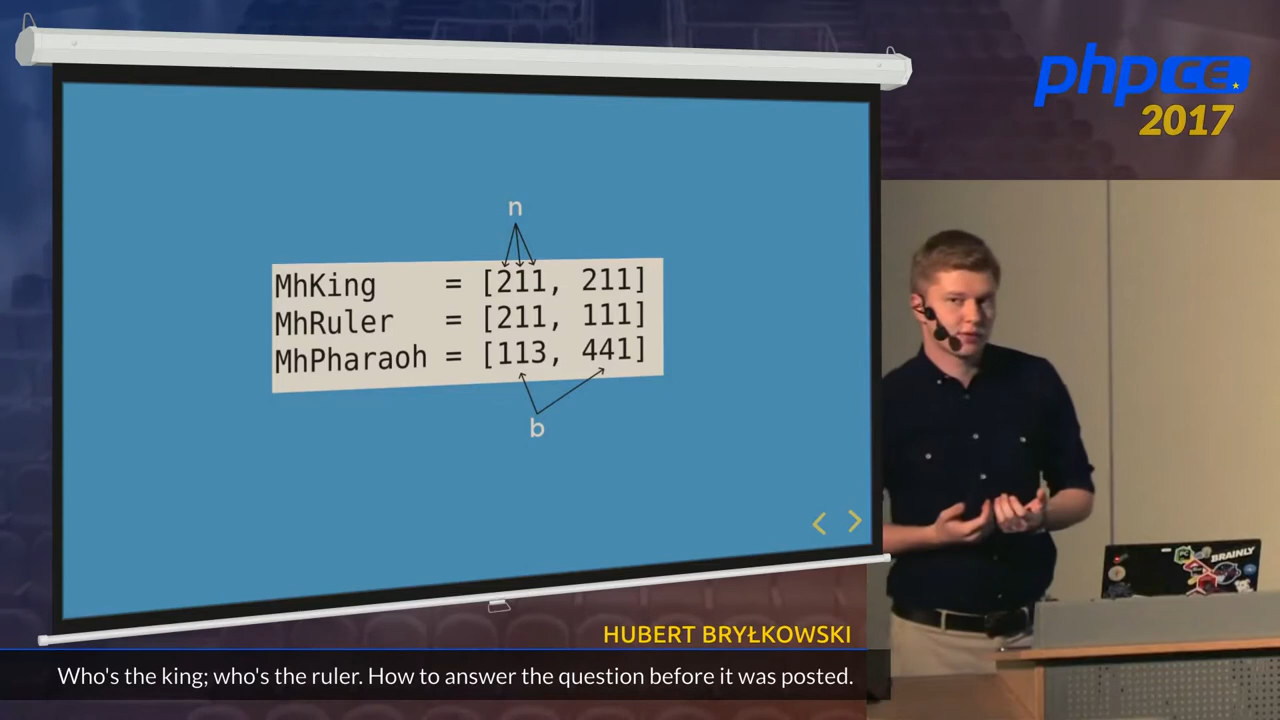 phpCE
2017
n
MhKing = [211, 211]
MhRuler = [211, 111]
MhPharaoh = [113, 441]
b
< >
BRAINLY
HUBERT BRYŁKOWSKI
Who's the king; who's the ruler. How to answer the question before it was posted.